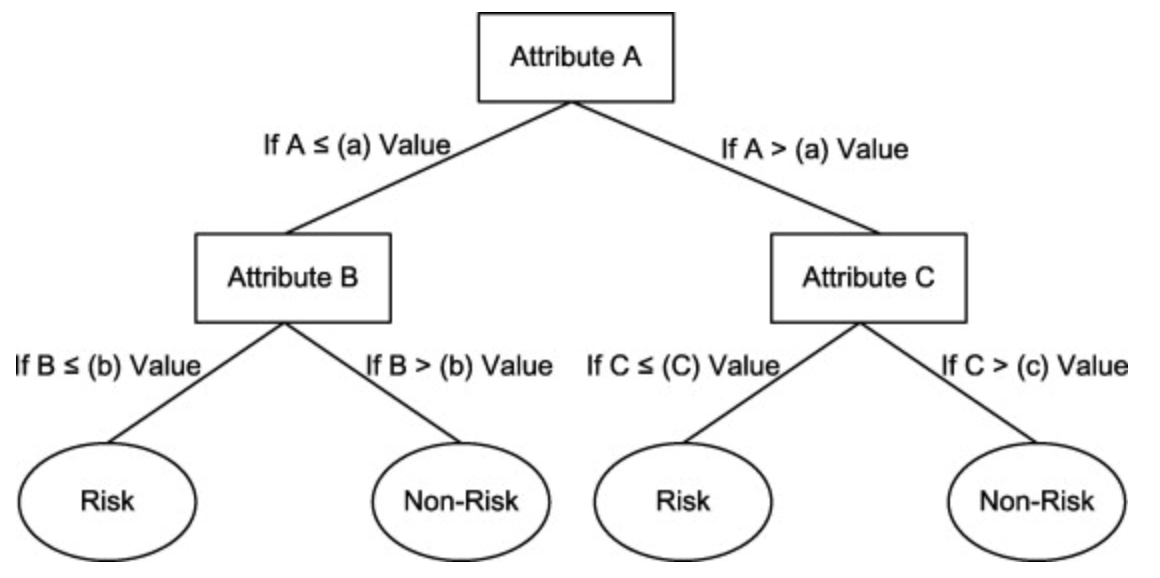 Attribute A
If A ≤ (a) Value
If A > (a) Value
Attribute B
Attribute C
If B ≤ (b) Value
If B > (b) Value
If C ≤ (C) Value
If C > (c) Value
Risk
Non-Risk
Risk
Non-Risk